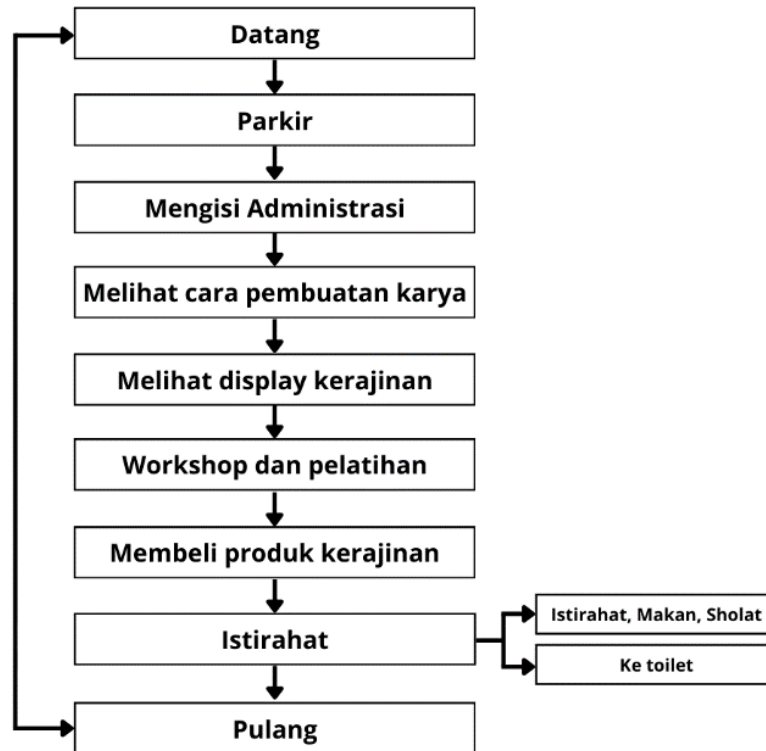 Datang
Parkir
Mengisi Administrasi
Melihat cara pembuatan karya
Melihat display kerajinan
Workshop dan pelatihan
Membeli produk kerajinan
Istirahat
Istirahat, Makan, Sholat
Ke toilet
Pulang